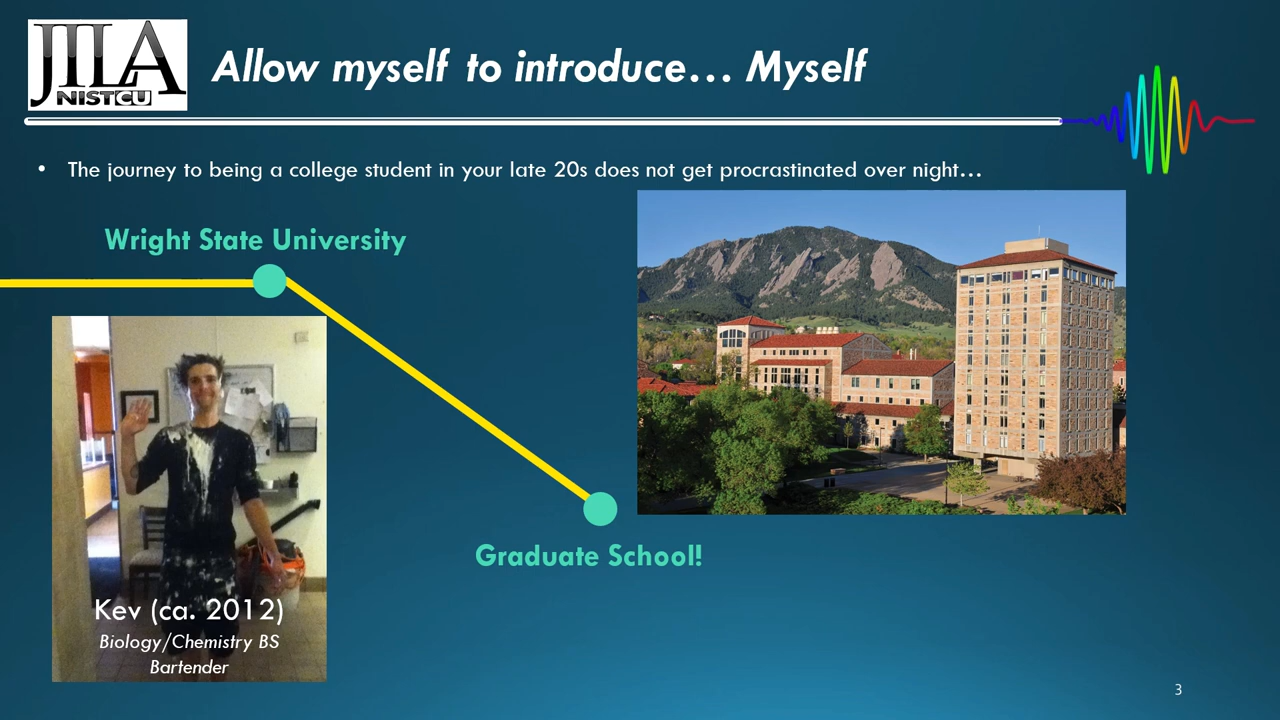 JILA
NIST CU
Allow myself to introduce… Myself
• The journey to being a college student in your late 20s does not get procrastinated over night…
Wright State University
Graduate School!
Kev (ca. 2012)
Biology/Chemistry BS
Bartender
3